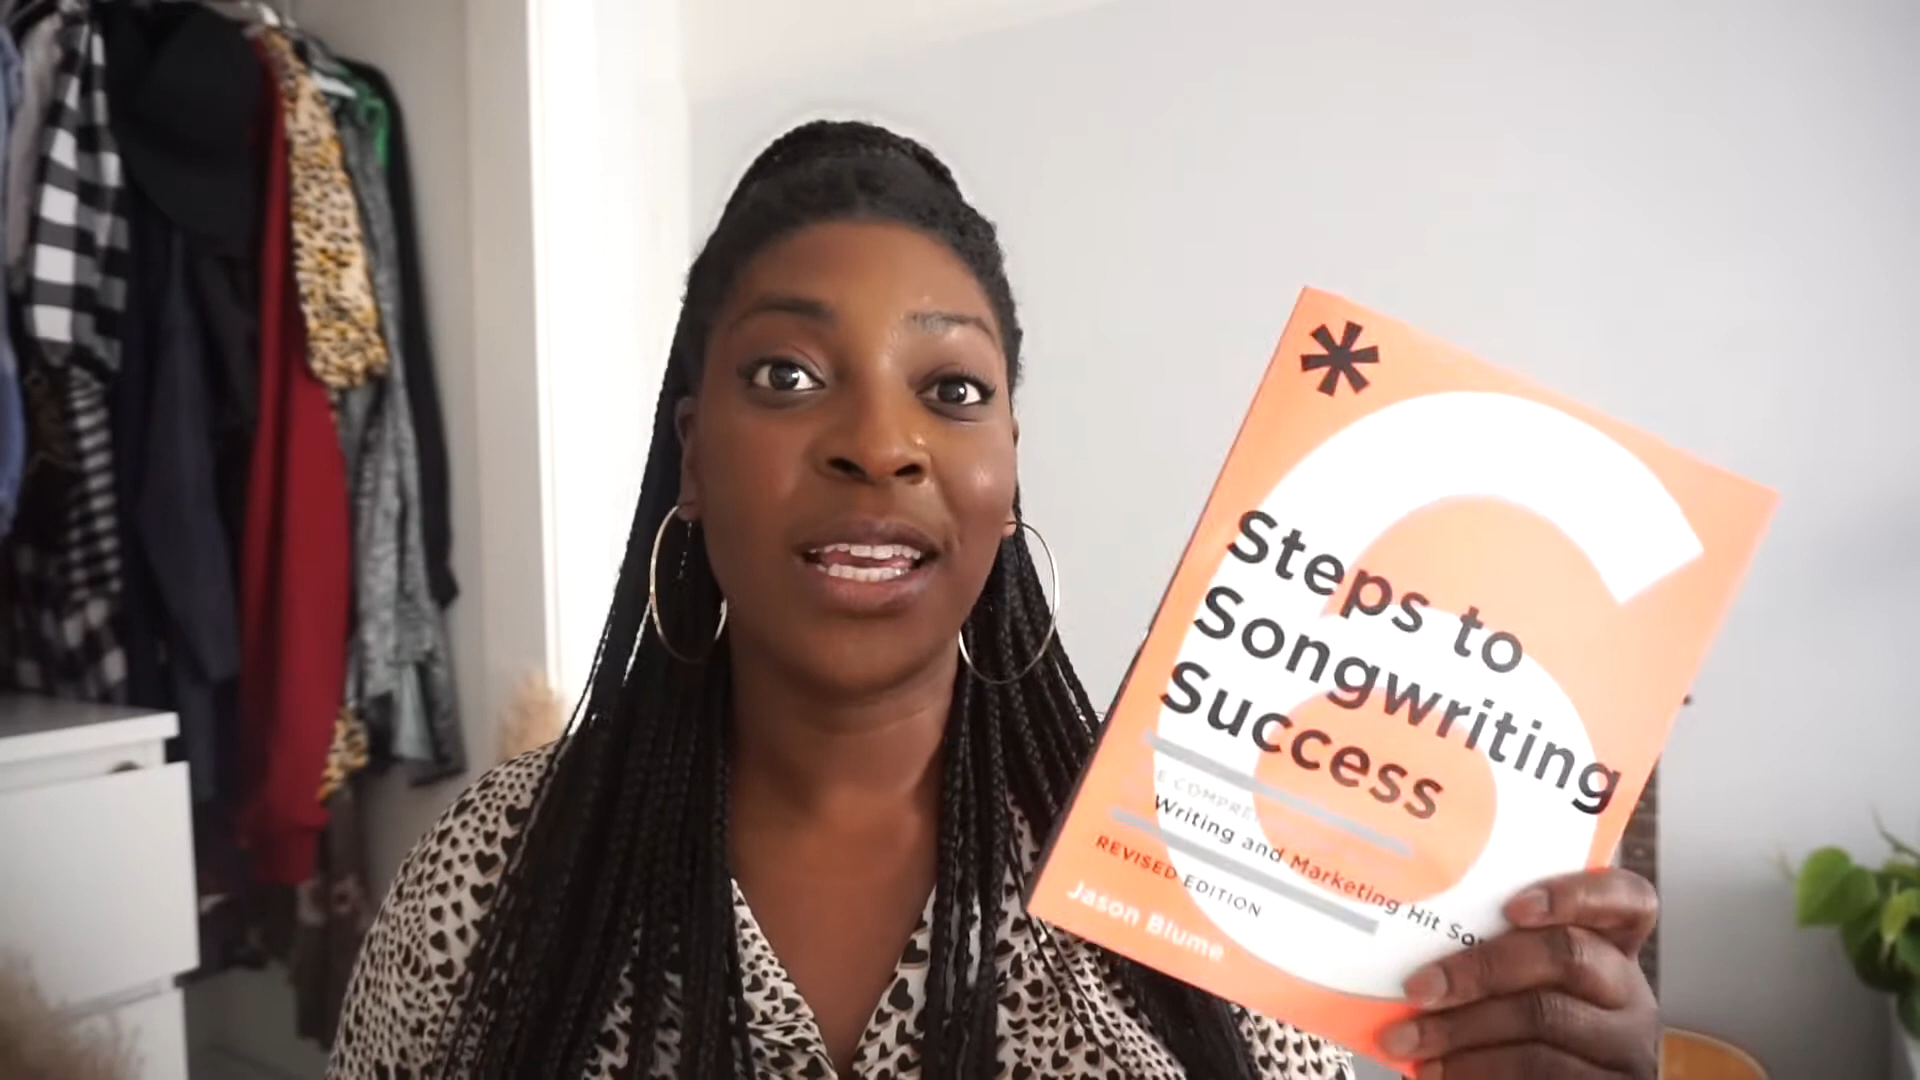 *
6
Steps to
Songwriting
Success
Writing and Marketing Hit
REVISED EDITION
Jason Blume